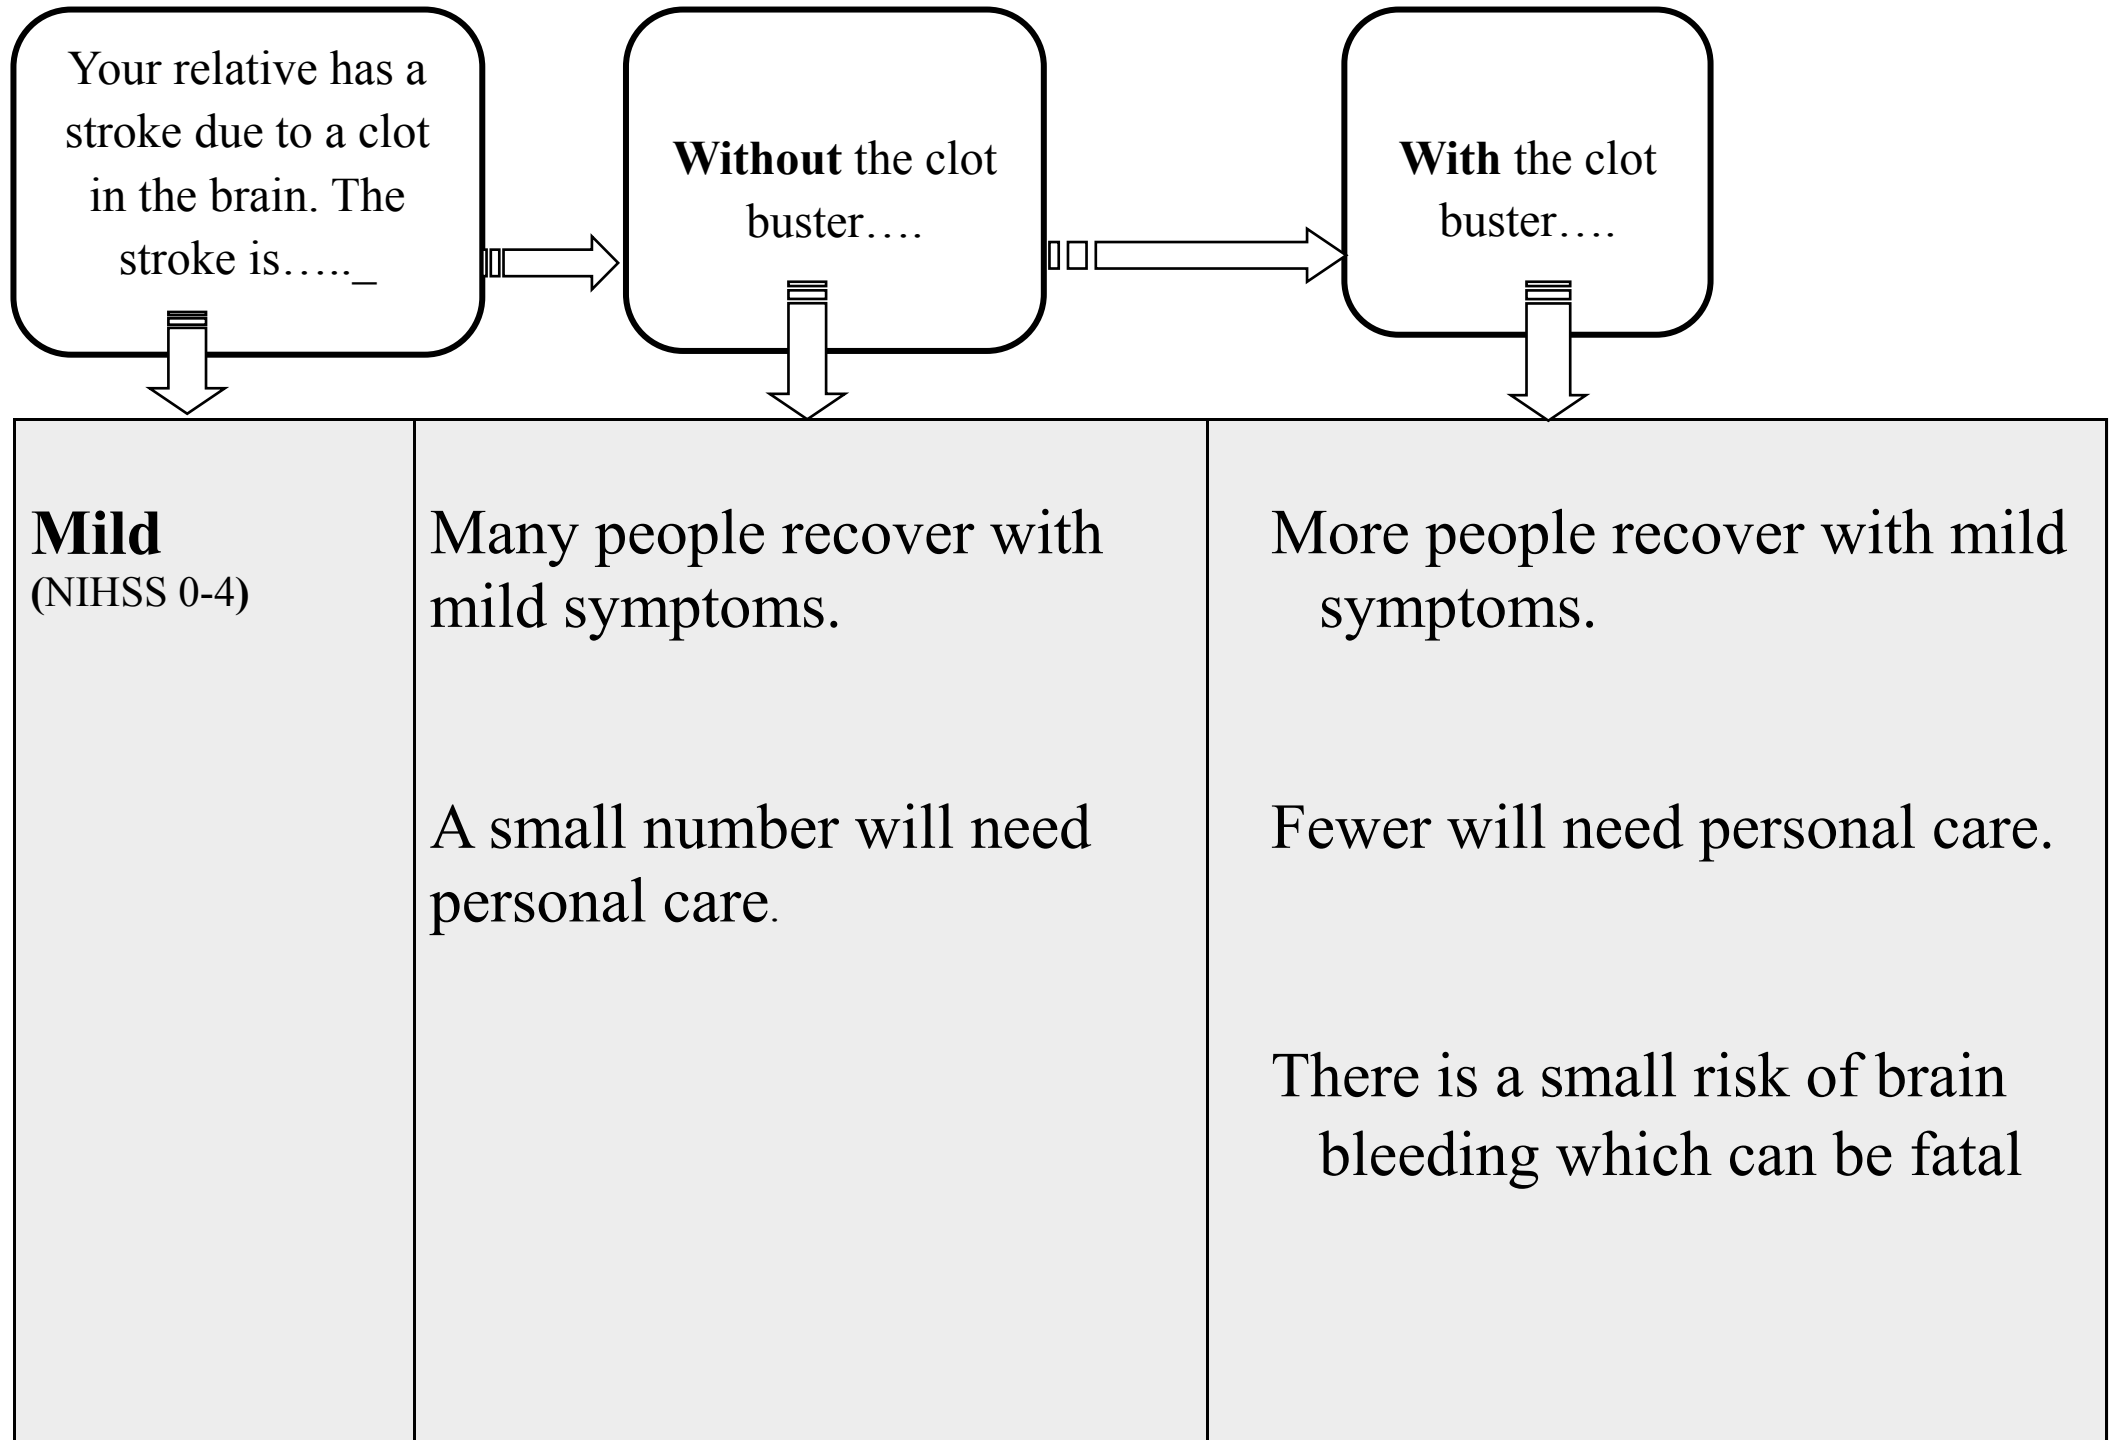 Your relative has a
stroke due to a clot
in the brain. The
stroke is….._
Without the clot
buster….
With the clot
buster….
Mild
(NIHSS 0-4)
Many people recover with
mild symptoms.
A small number will need
personal care.
More people recover with mild
symptoms.
Fewer will need personal care.
There is a small risk of brain
bleeding which can be fatal